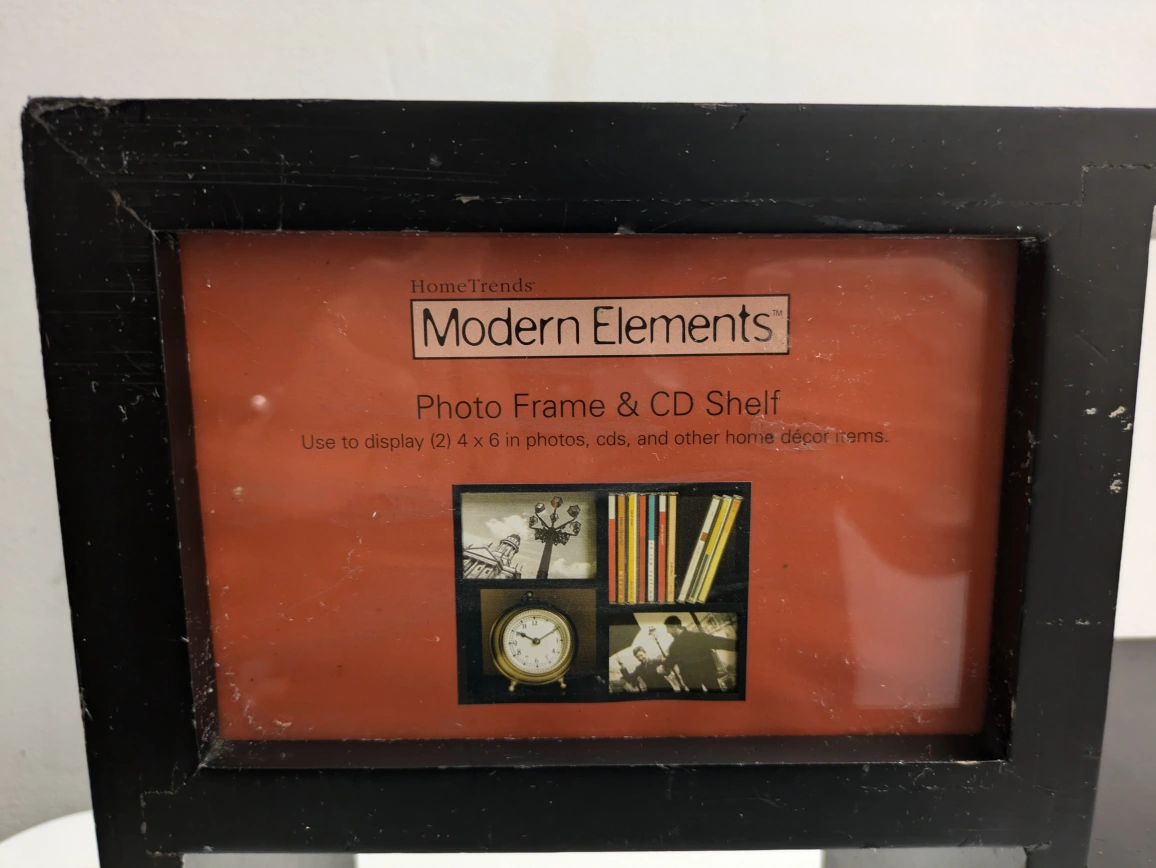 HomeTrends
Modern Elements™
Photo Frame & CD Shelf
Use to display (2) 4 x 6 in photos, cds, and other home décor items.